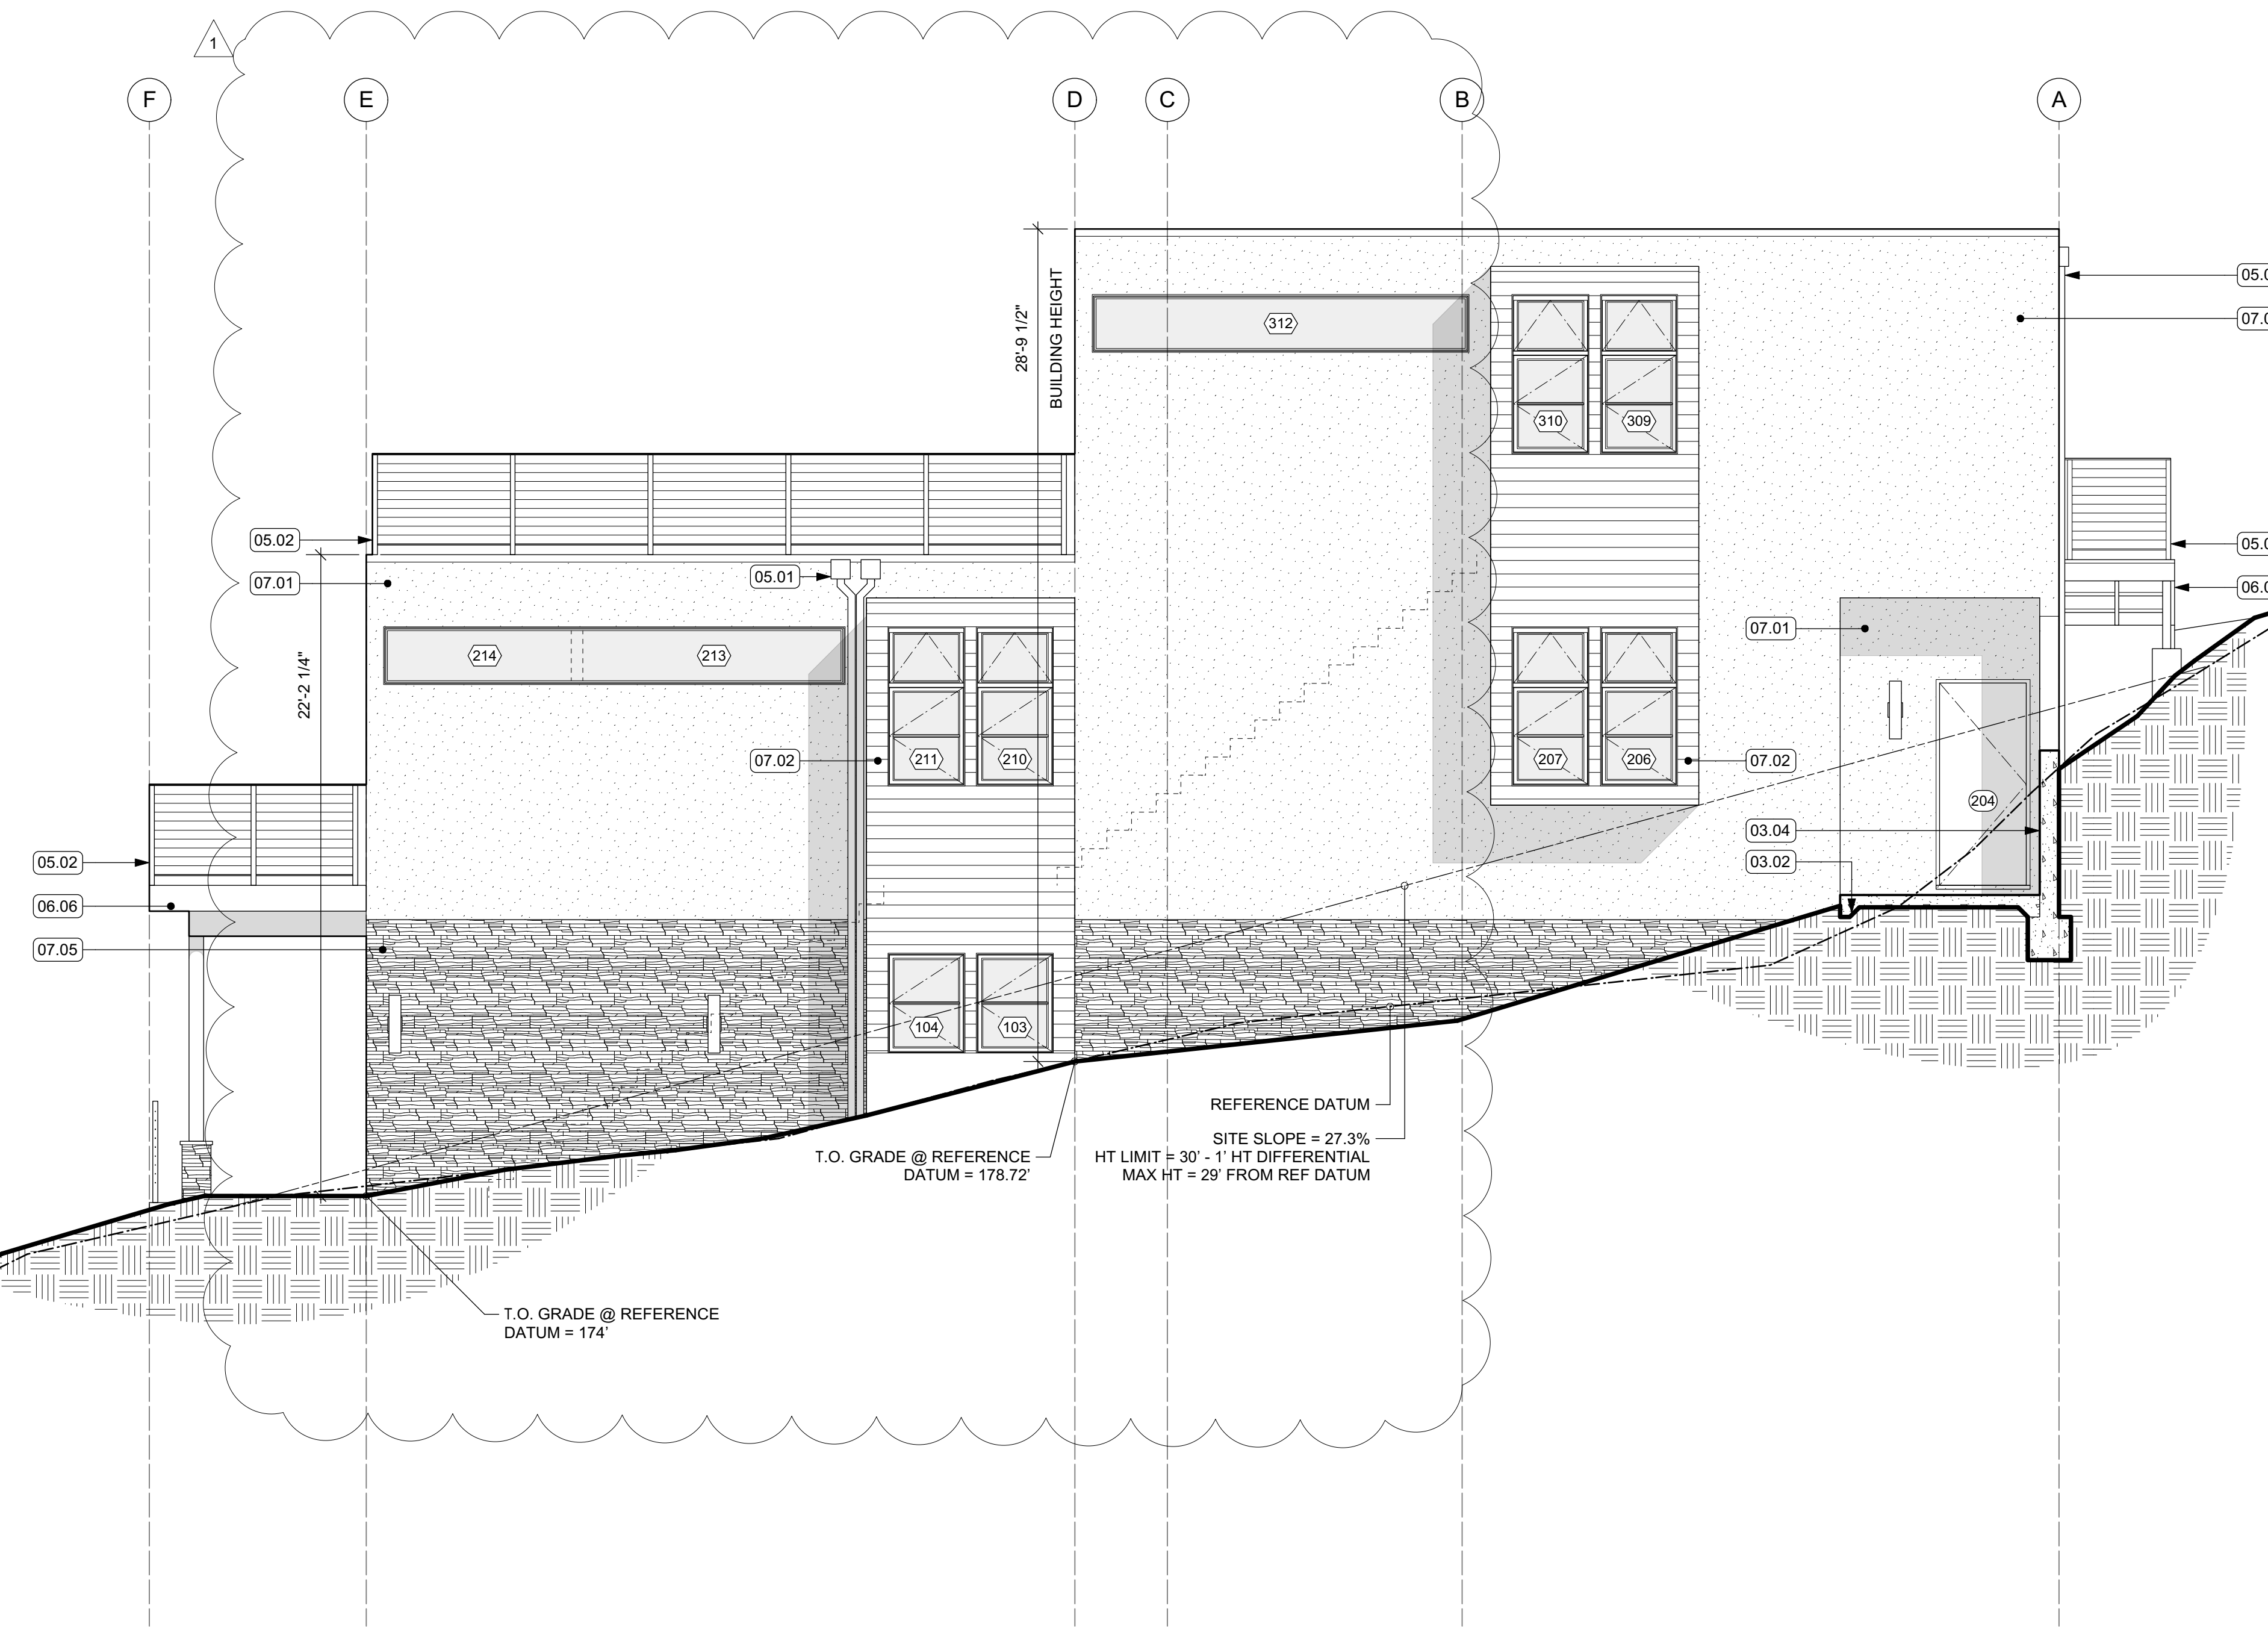 1
F
E
D
C
B
A
28'-9 1/2"
BUILDING HEIGHT
312
310
309
05.02
07.01
05.01
22'-2 1/4"
214
213
07.01
07.02
211
210
207
206
07.02
204
05.02
03.04
03.02
06.06
07.05
104
103
REFERENCE DATUM
SITE SLOPE = 27.3%
HT LIMIT = 30' - 1' HT DIFFERENTIAL
MAX HT = 29' FROM REF DATUM
T.O. GRADE @ REFERENCE
DATUM = 178.72'
T.O. GRADE @ REFERENCE
DATUM = 174'